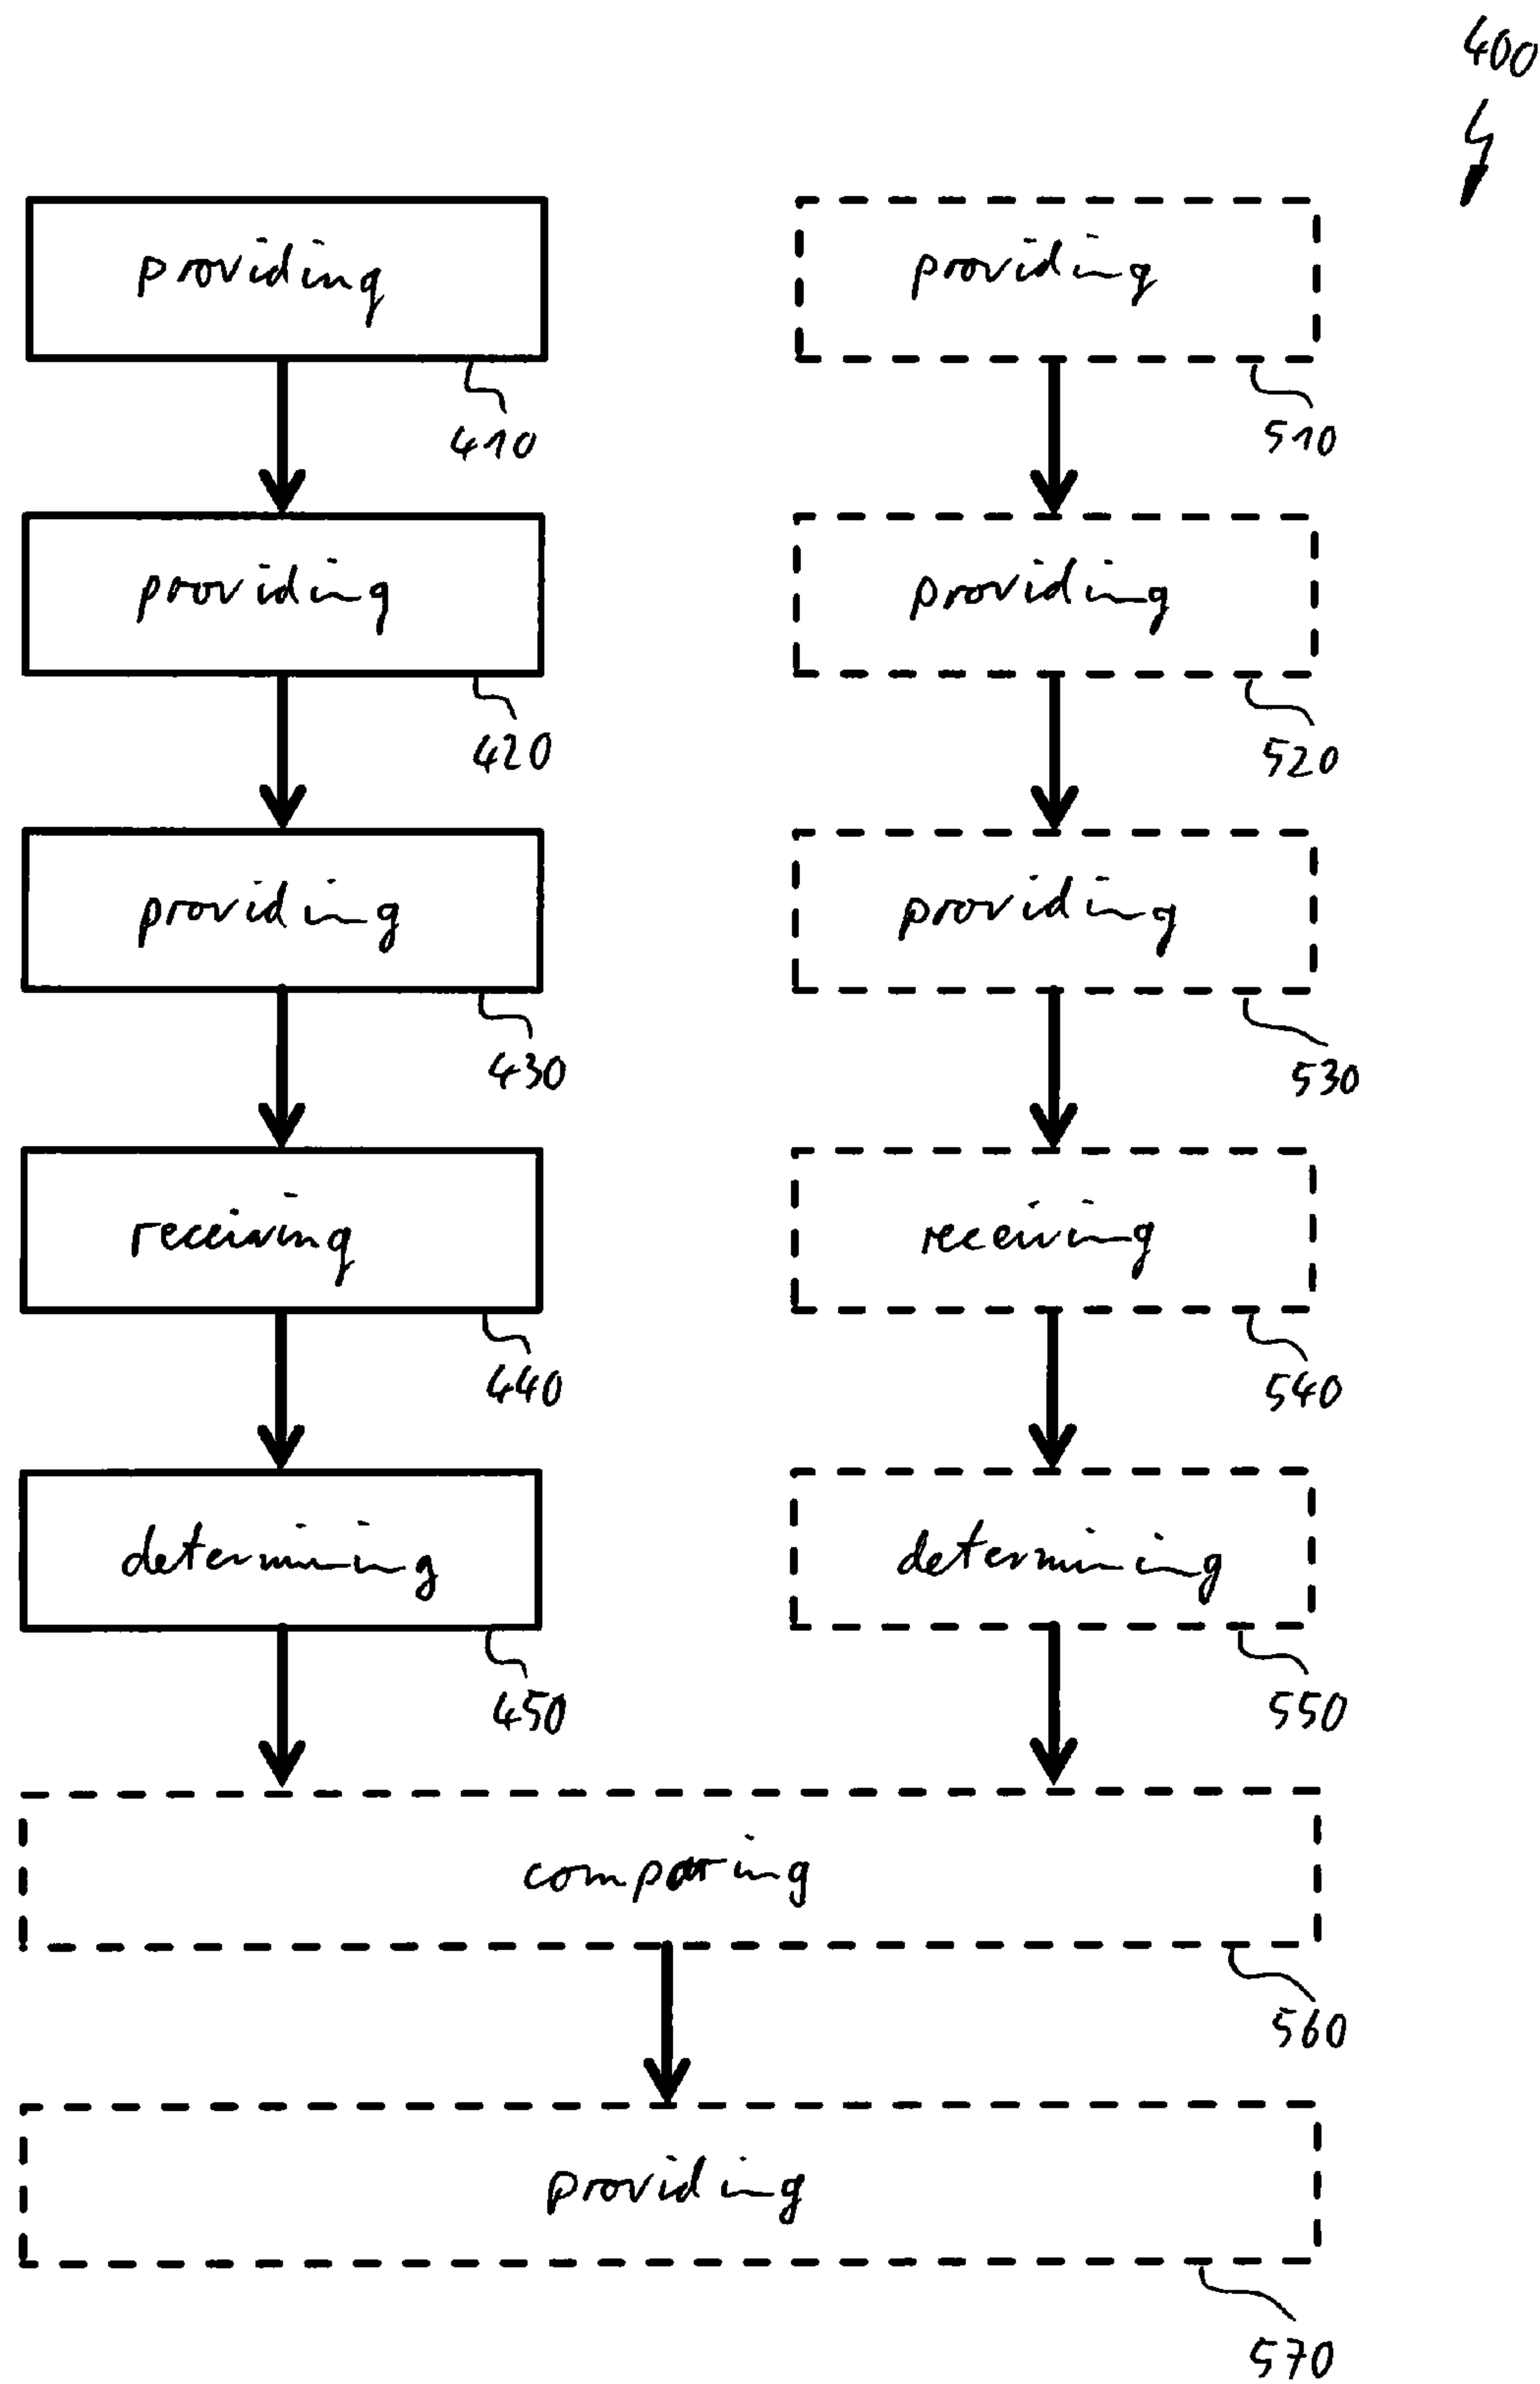 400
providing
providing
410
510
providing
providing
420
520
providing
providing
430
530
receiving
receiving
440
540
determining
determining
450
550
comparing
560
providing
570